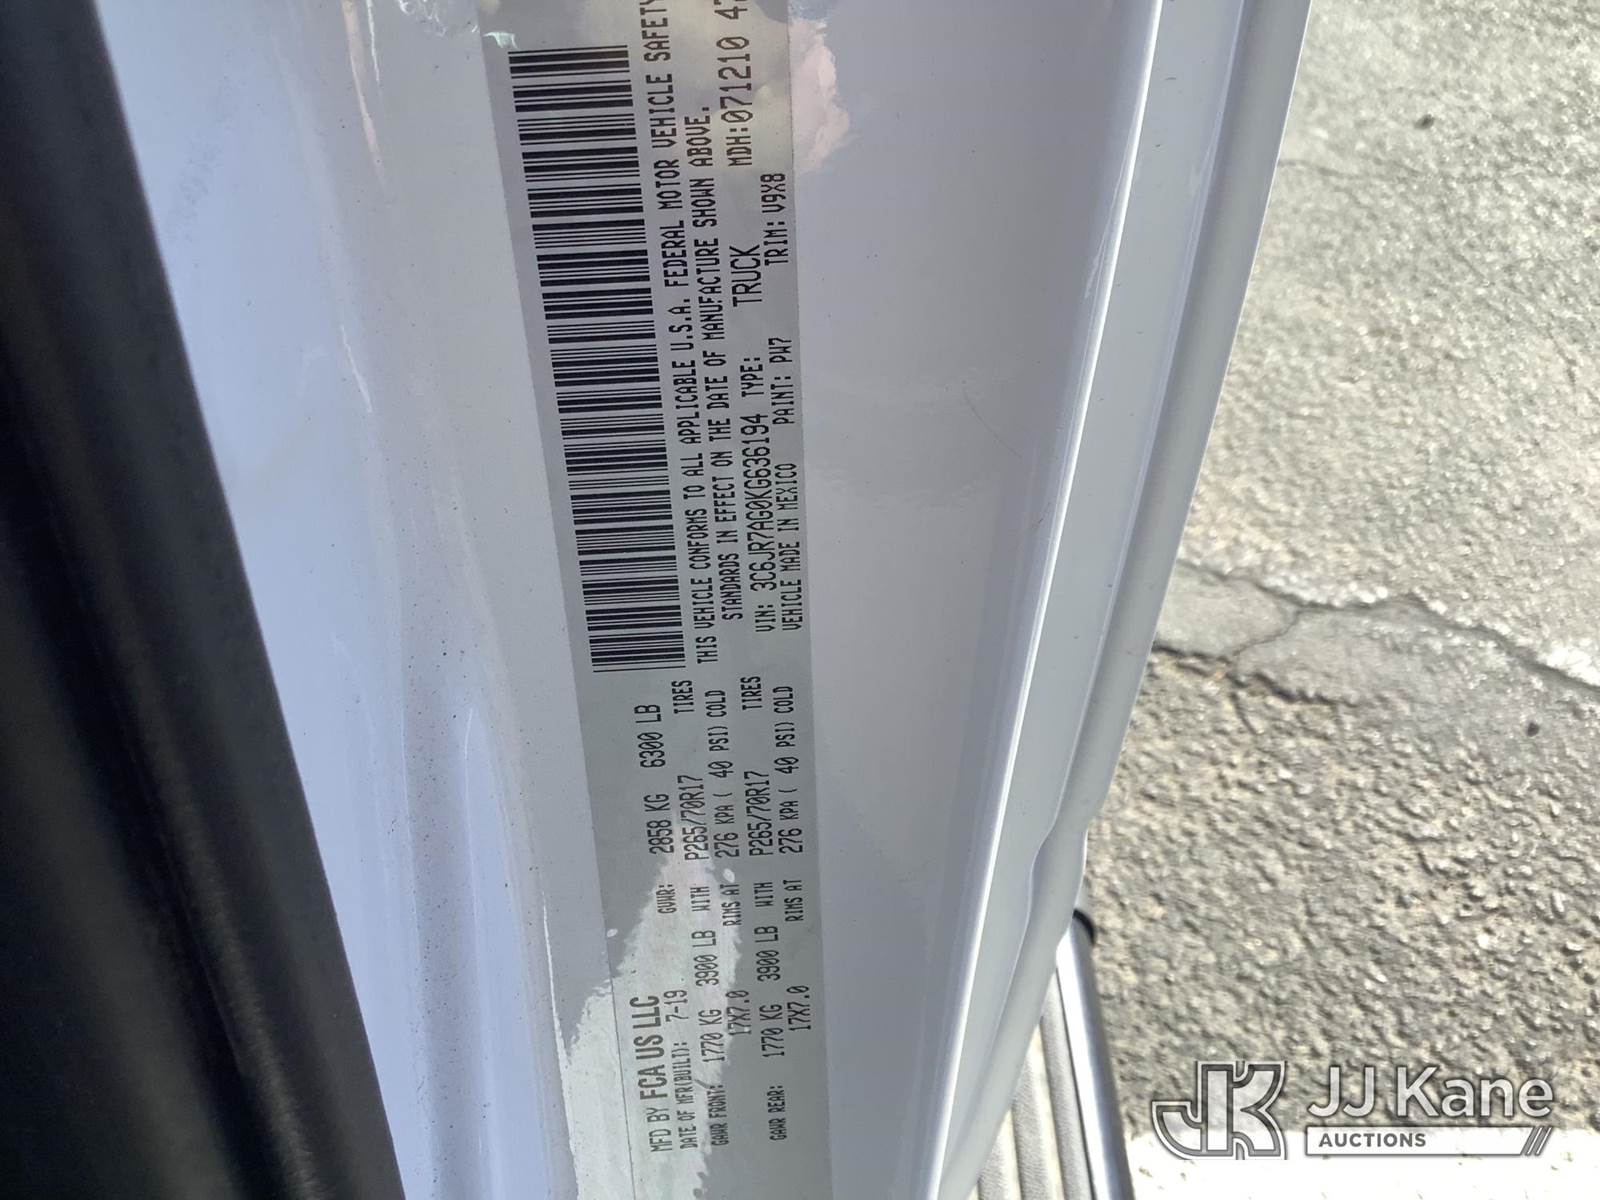 MFD BY FCA US LLC
DATE OF MFR(BUILT): 7-19 GVWR: 2858 KG 6300 LB
GAWR FRONT: 1770 KG 3900 LB WITH P265/70R17 TIRES
17X7.0 RIMS AT 276 KPA ( 40 PSI) COLD
GAWR REAR: 1770 KG 3900 LB WITH P265/70R17 TIRES
17X7.0 RIMS AT 276 KPA ( 40 PSI) COLD
THIS VEHICLE CONFORMS TO ALL APPLICABLE U.S.A. FEDERAL MOTOR VEHICLE SAFETY
STANDARDS IN EFFECT ON THE DATE OF MANUFACTURE SHOWN ABOVE.
VIN: 3C6JR7AG0KG636194 TYPE: TRUCK MDH:071210 47
VEHICLE MADE IN MEXICO PAINT: PW7 TRIM: V9X8
JK JJ Kane
AUCTIONS